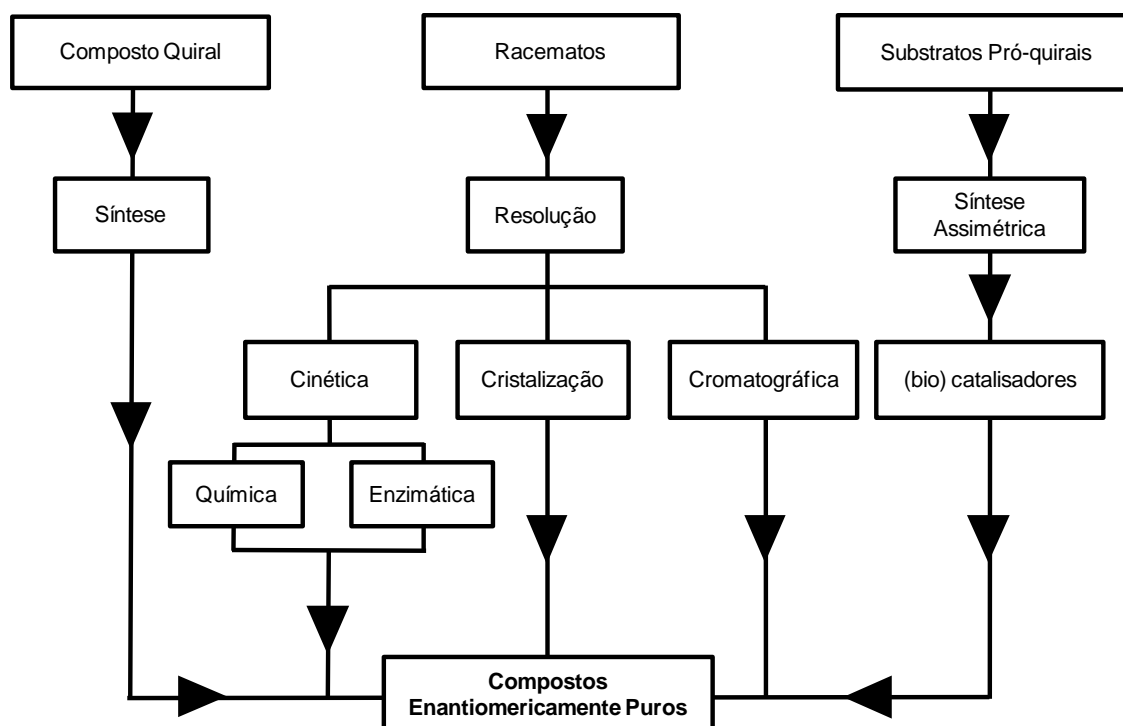 Composto Quiral
Racematos
Substratos Pró-quirais
Síntese
Resolução
Síntese
Assimétrica
Cinética
Cristalização
Cromatográfica
(bio) catalisadores
Química
Enzimática
Compostos
Enantiomericamente Puros